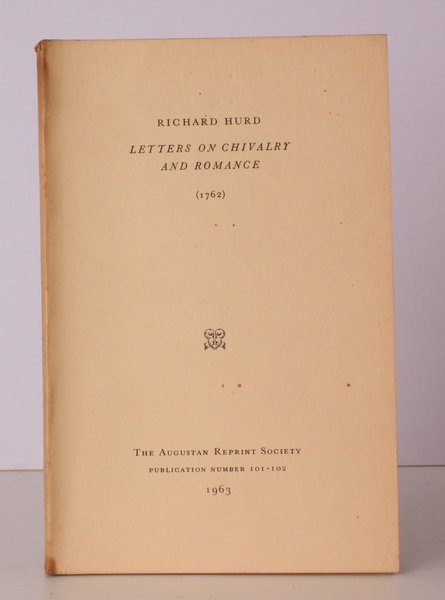 RICHARD HURD
LETTERS ON CHIVALRY
AND ROMANCE
(1762)
THE AUGUSTAN REPRINT SOCIETY
PUBLICATION NUMBER 101-102
1963